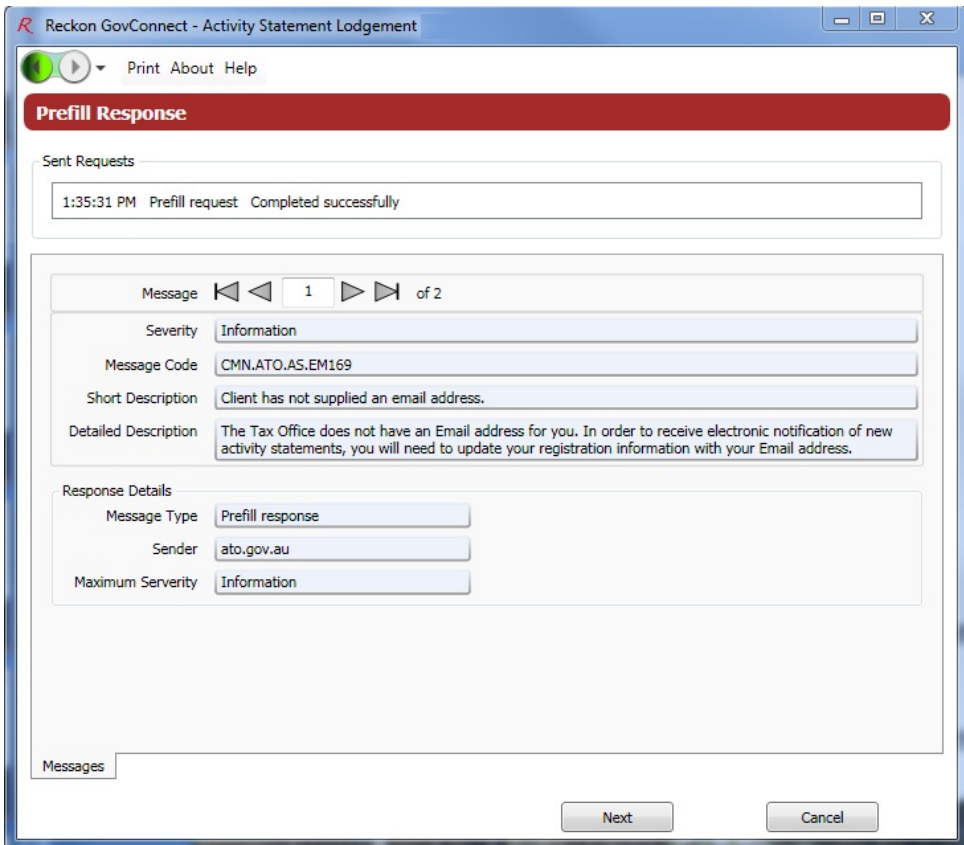 Reckon GovConnect - Activity Statement Lodgement
Print About Help
Prefill Response
Sent Requests
1:35:31 PM Prefill request Completed successfully
Message 1 of 2
Severity Information
Message Code CMN.ATO.AS.EM169
Short Description Client has not supplied an email address.
Detailed Description The Tax Office does not have an Email address for you. In order to receive electronic notification of new
activity statements, you will need to update your registration information with your Email address.
Response Details
Message Type Prefill response
Sender ato.gov.au
Maximum Serverity Information
Messages
Next Cancel